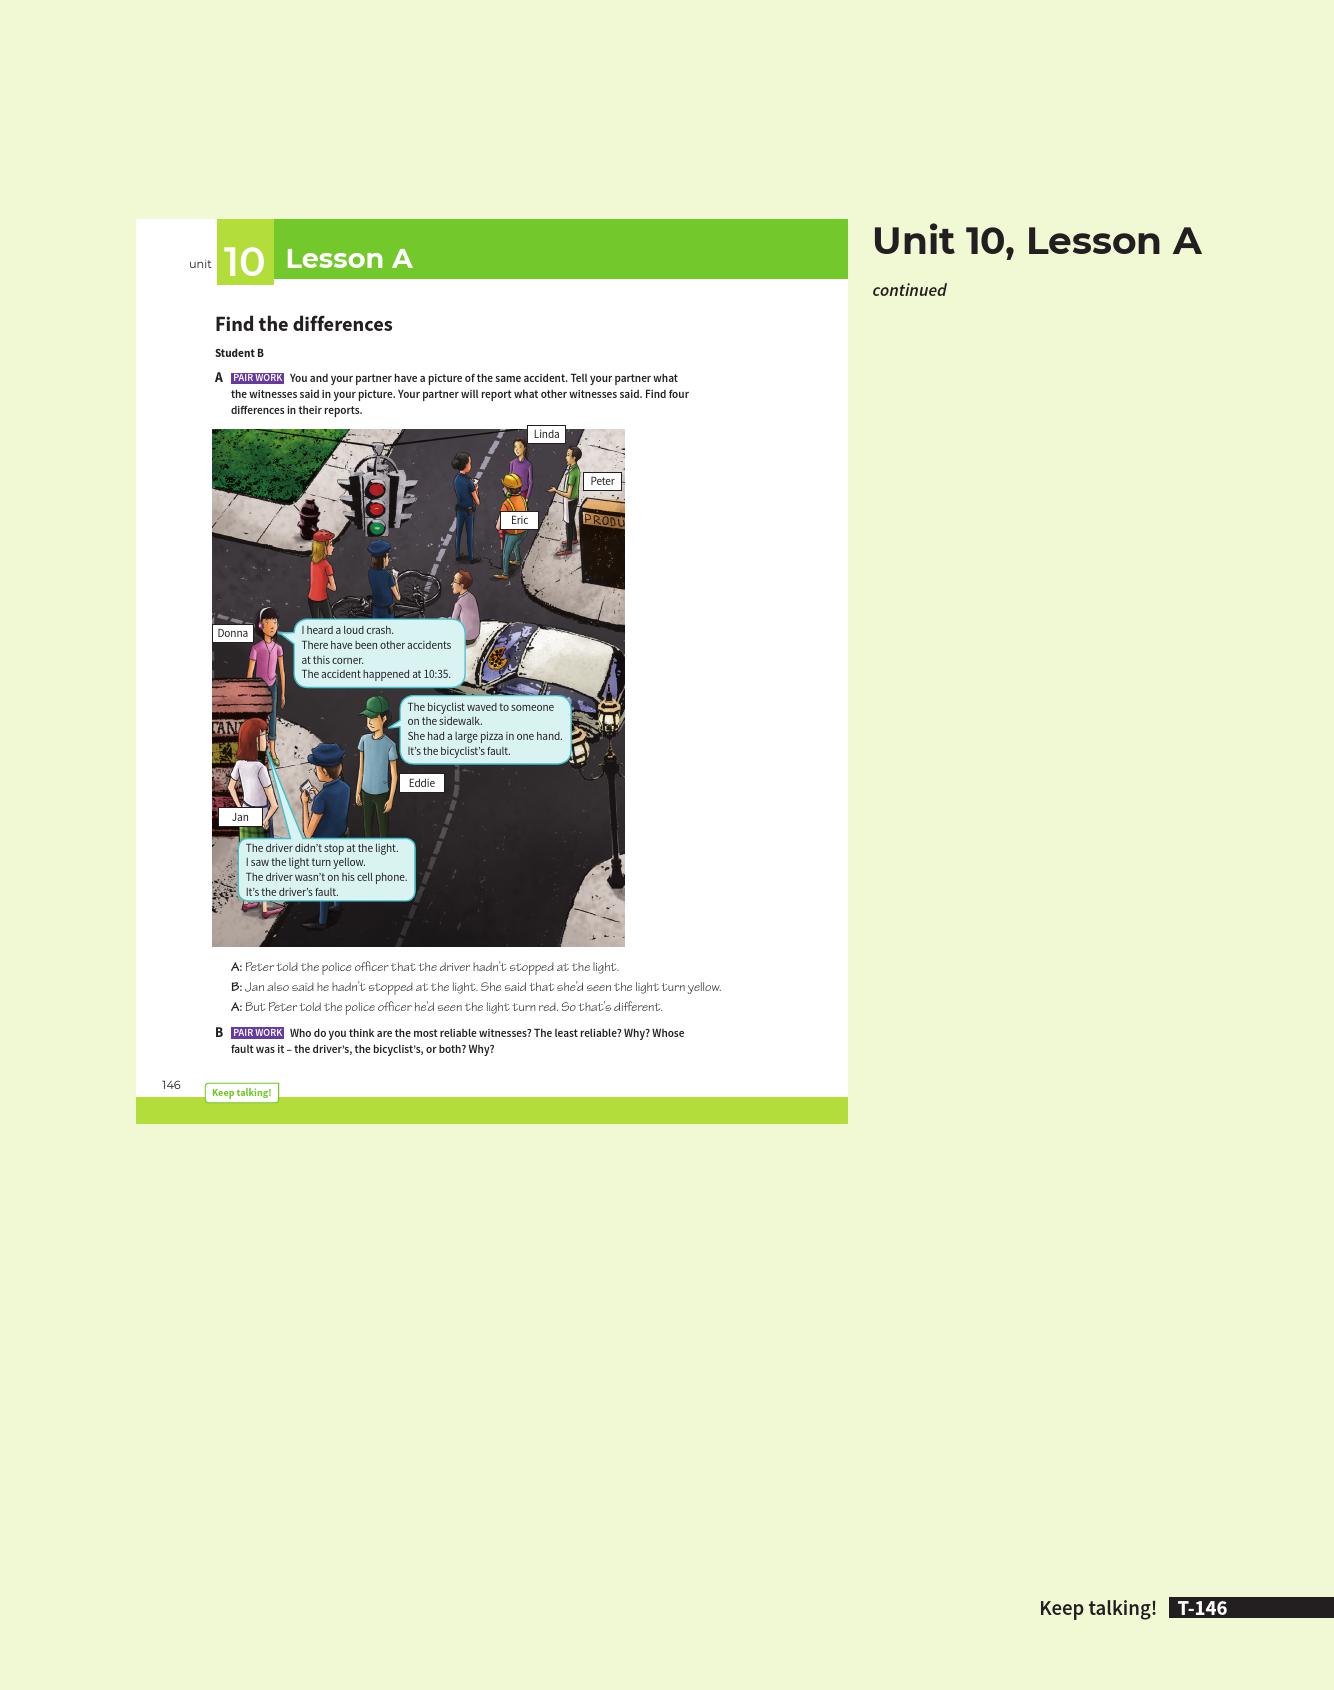 unit 10 Lesson A
Unit 10, Lesson A
continued
Find the differences
Student B
A PAIR WORK You and your partner have a picture of the same accident. Tell your partner what
the witnesses said in your picture. Your partner will report what other witnesses said. Find four
differences in their reports.
Linda
Peter
Eric
PRODU
Donna
I heard a loud crash.
There have been other accidents
at this corner.
The accident happened at 10:35.
The bicyclist waved to someone
on the sidewalk.
She had a large pizza in one hand.
It's the bicyclist's fault.
TAN
Eddie
Jan
The driver didn't stop at the light.
I saw the light turn yellow.
The driver wasn't on his cell phone.
It's the driver's fault.
A: Peter told the police officer that the driver hadn't stopped at the light.
B: Jan also said he hadn't stopped at the light. She said that she'd seen the light turn yellow.
A: But Peter told the police officer he'd seen the light turn red. So that's different.
B PAIR WORK Who do you think are the most reliable witnesses? The least reliable? Why? Whose
fault was it – the driver's, the bicyclist's, or both? Why?
146
Keep talking!
Keep talking! T-146